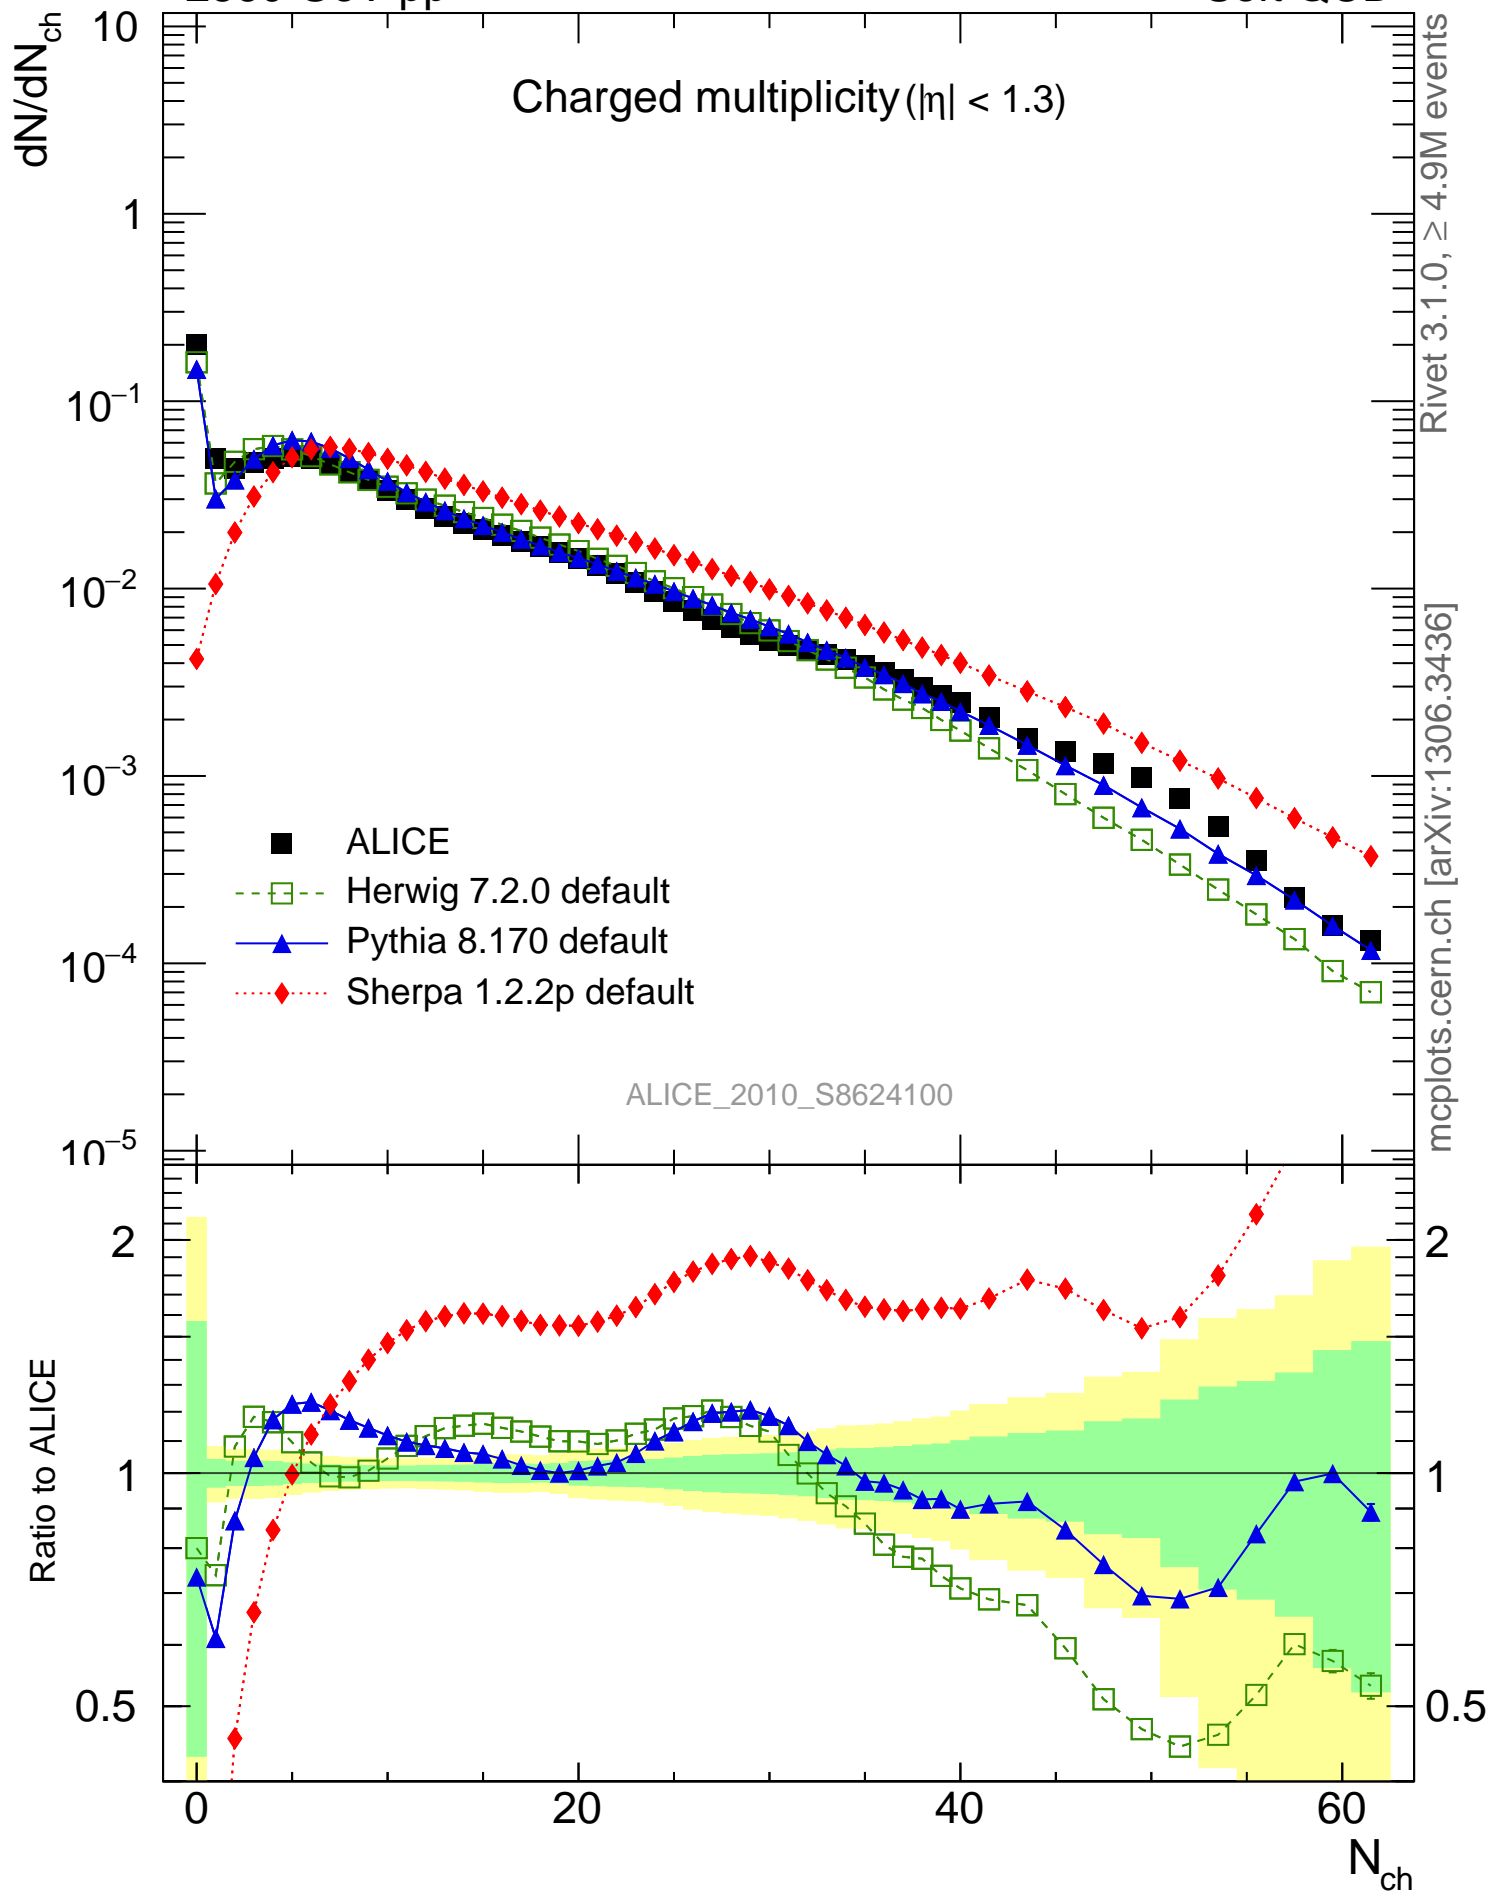 dN/dN_ch
Charged multiplicity (|η| < 1.3)
10
1
10⁻¹
10⁻²
10⁻³
10⁻⁴
10⁻⁵
ALICE
Herwig 7.2.0 default
Pythia 8.170 default
Sherpa 1.2.2p default
ALICE_2010_S8624100
Rivet 3.1.0, ≥ 4.9M events
mcplots.cern.ch [arXiv:1306.3436]
Ratio to ALICE
2
1
0.5
2
1
0.5
0 20 40 60
N_ch